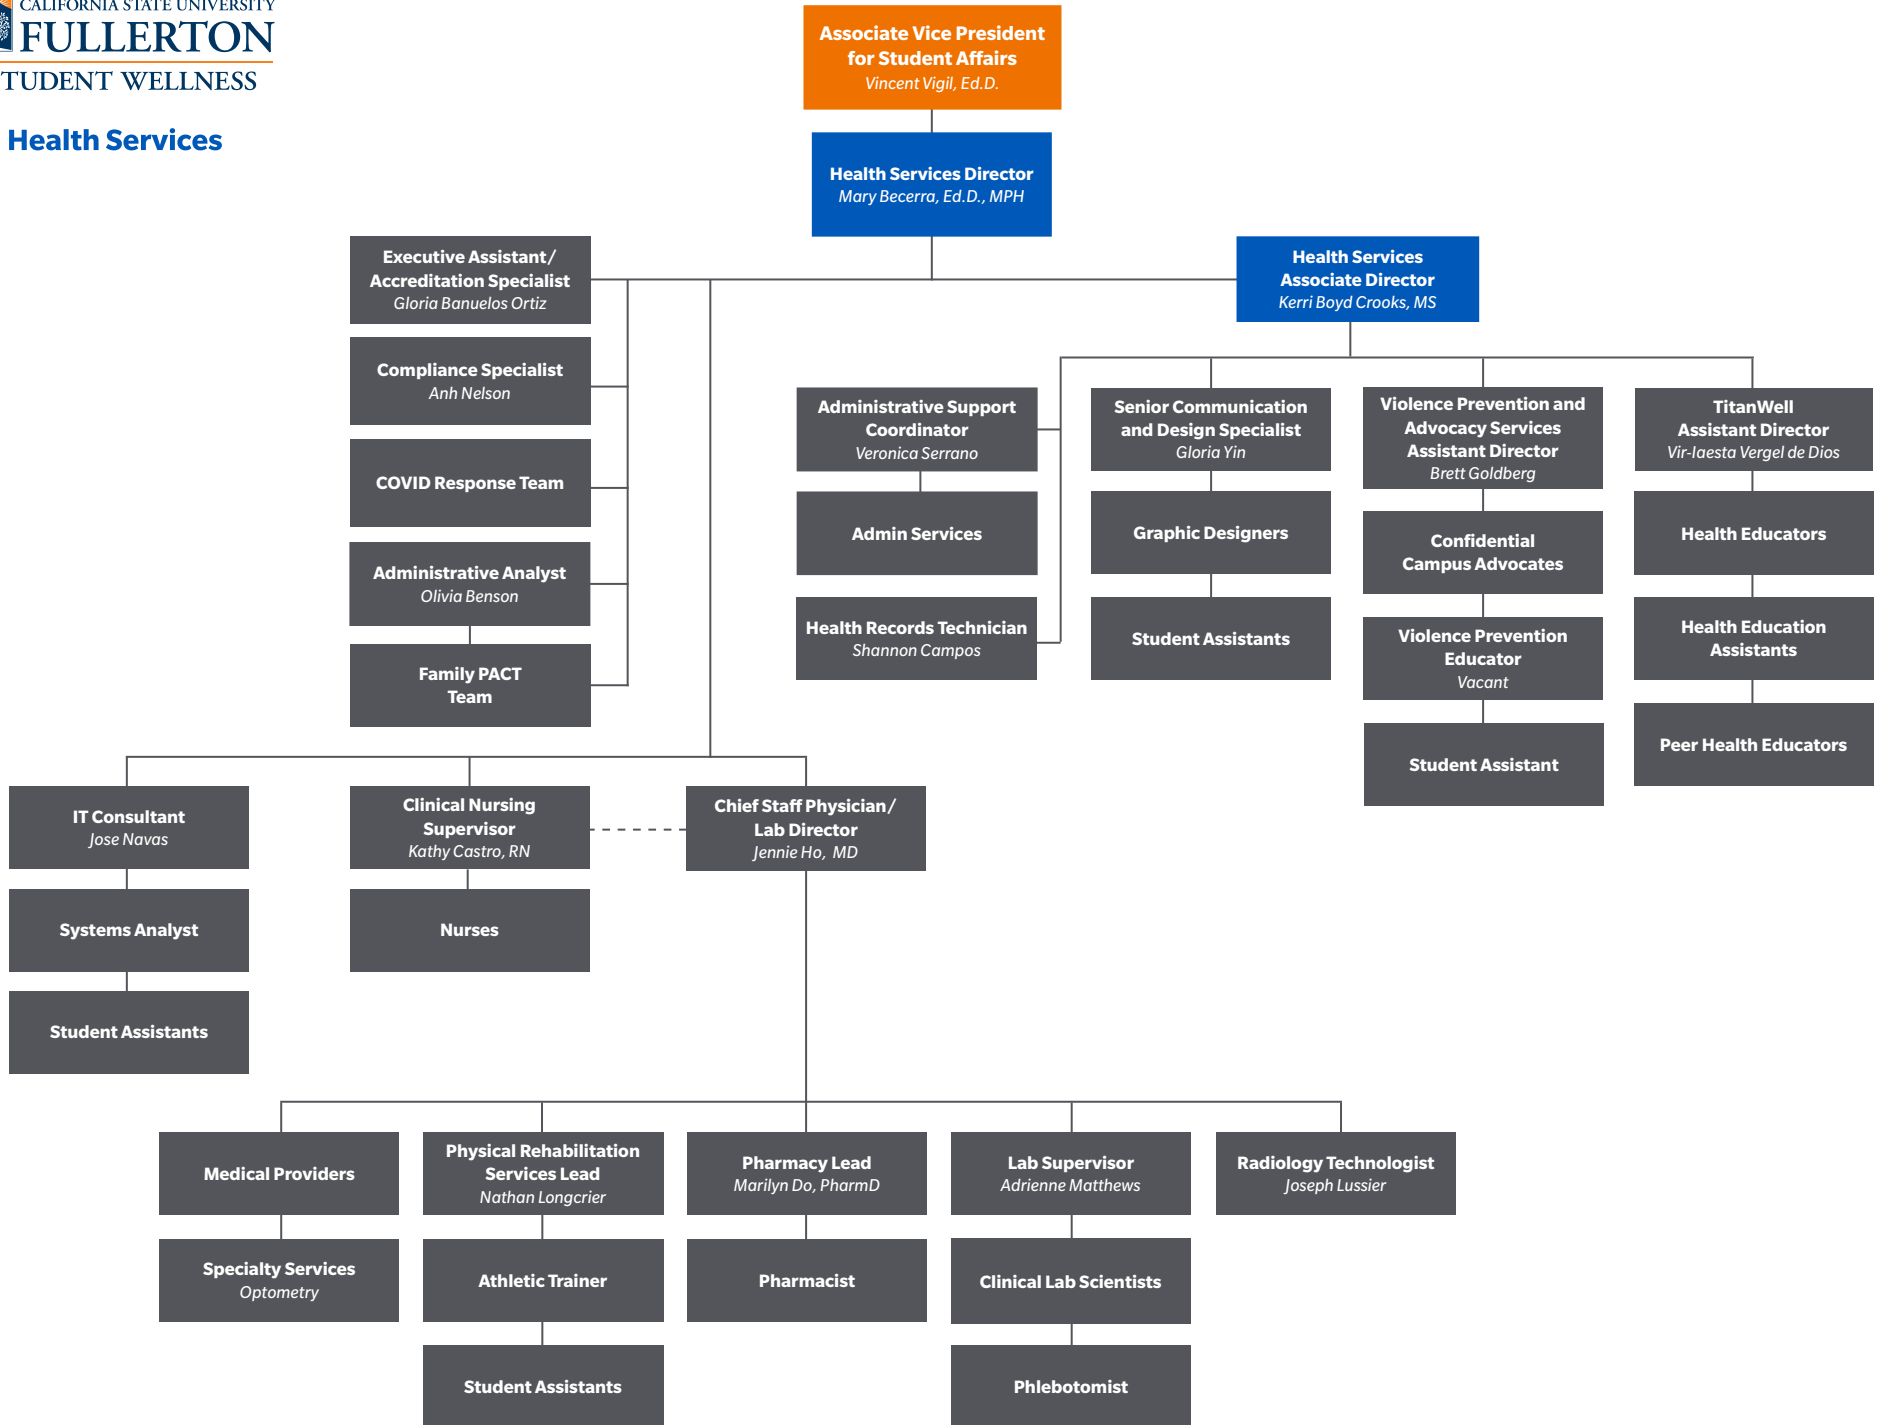 CALIFORNIA STATE UNIVERSITY
FULLERTON
TUDENT WELLNESS
Health Services
Associate Vice President
for Student Affairs
Vincent Vigil, Ed.D.
Health Services Director
Mary Becerra, Ed.D., MPH
Executive Assistant/
Accreditation Specialist
Gloria Banuelos Ortiz
Health Services
Associate Director
Kerri Boyd Crooks, MS
Compliance Specialist
Anh Nelson
COVID Response Team
Administrative Analyst
Olivia Benson
Family PACT
Team
Administrative Support
Coordinator
Veronica Serrano
Admin Services
Health Records Technician
Shannon Campos
Senior Communication
and Design Specialist
Gloria Yin
Graphic Designers
Student Assistants
Violence Prevention and
Advocacy Services
Assistant Director
Brett Goldberg
Confidential
Campus Advocates
Violence Prevention
Educator
Vacant
Student Assistant
TitanWell
Assistant Director
Vir-Iaesta Vergel de Dios
Health Educators
Health Education
Assistants
Peer Health Educators
IT Consultant
Jose Navas
Systems Analyst
Student Assistants
Clinical Nursing
Supervisor
Kathy Castro, RN
Nurses
Chief Staff Physician/
Lab Director
Jennie Ho, MD
Medical Providers
Specialty Services
Optometry
Physical Rehabilitation
Services Lead
Nathan Longcrier
Athletic Trainer
Student Assistants
Pharmacy Lead
Marilyn Do, PharmD
Pharmacist
Lab Supervisor
Adrienne Matthews
Clinical Lab Scientists
Phlebotomist
Radiology Technologist
Joseph Lussier